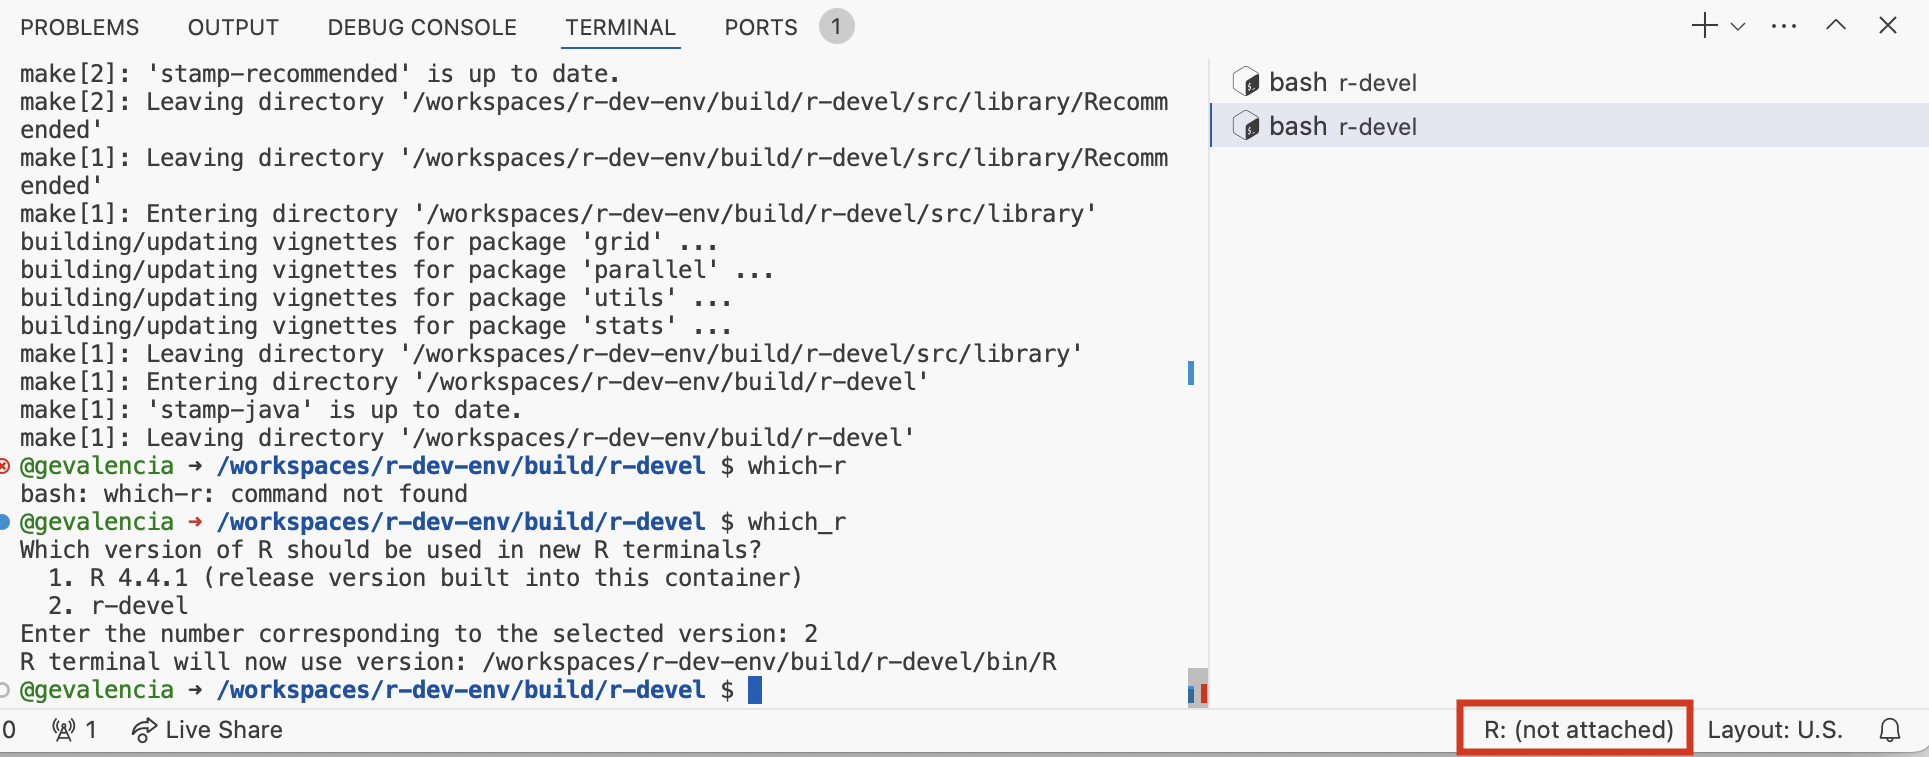 PROBLEMS OUTPUT DEBUG CONSOLE TERMINAL PORTS 1
make[2]: 'stamp-recommended' is up to date.
make[2]: Leaving directory '/workspaces/r-dev-env/build/r-devel/src/library/Recomm
ended'
make[1]: Leaving directory '/workspaces/r-dev-env/build/r-devel/src/library/Recomm
ended'
make[1]: Entering directory '/workspaces/r-dev-env/build/r-devel/src/library'
building/updating vignettes for package 'grid' ...
building/updating vignettes for package 'parallel' ...
building/updating vignettes for package 'utils' ...
building/updating vignettes for package 'stats' ...
make[1]: Leaving directory '/workspaces/r-dev-env/build/r-devel/src/library'
make[1]: Entering directory '/workspaces/r-dev-env/build/r-devel'
make[1]: 'stamp-java' is up to date.
make[1]: Leaving directory '/workspaces/r-dev-env/build/r-devel'
@gevalencia ➜ /workspaces/r-dev-env/build/r-devel $ which-r
bash: which-r: command not found
@gevalencia ➜ /workspaces/r-dev-env/build/r-devel $ which_r
Which version of R should be used in new R terminals?
1. R 4.4.1 (release version built into this container)
2. r-devel
Enter the number corresponding to the selected version: 2
R terminal will now use version: /workspaces/r-dev-env/build/r-devel/bin/R
@gevalencia ➜ /workspaces/r-dev-env/build/r-devel $
bash r-devel
bash r-devel
0 1 Live Share R: (not attached) Layout: U.S.